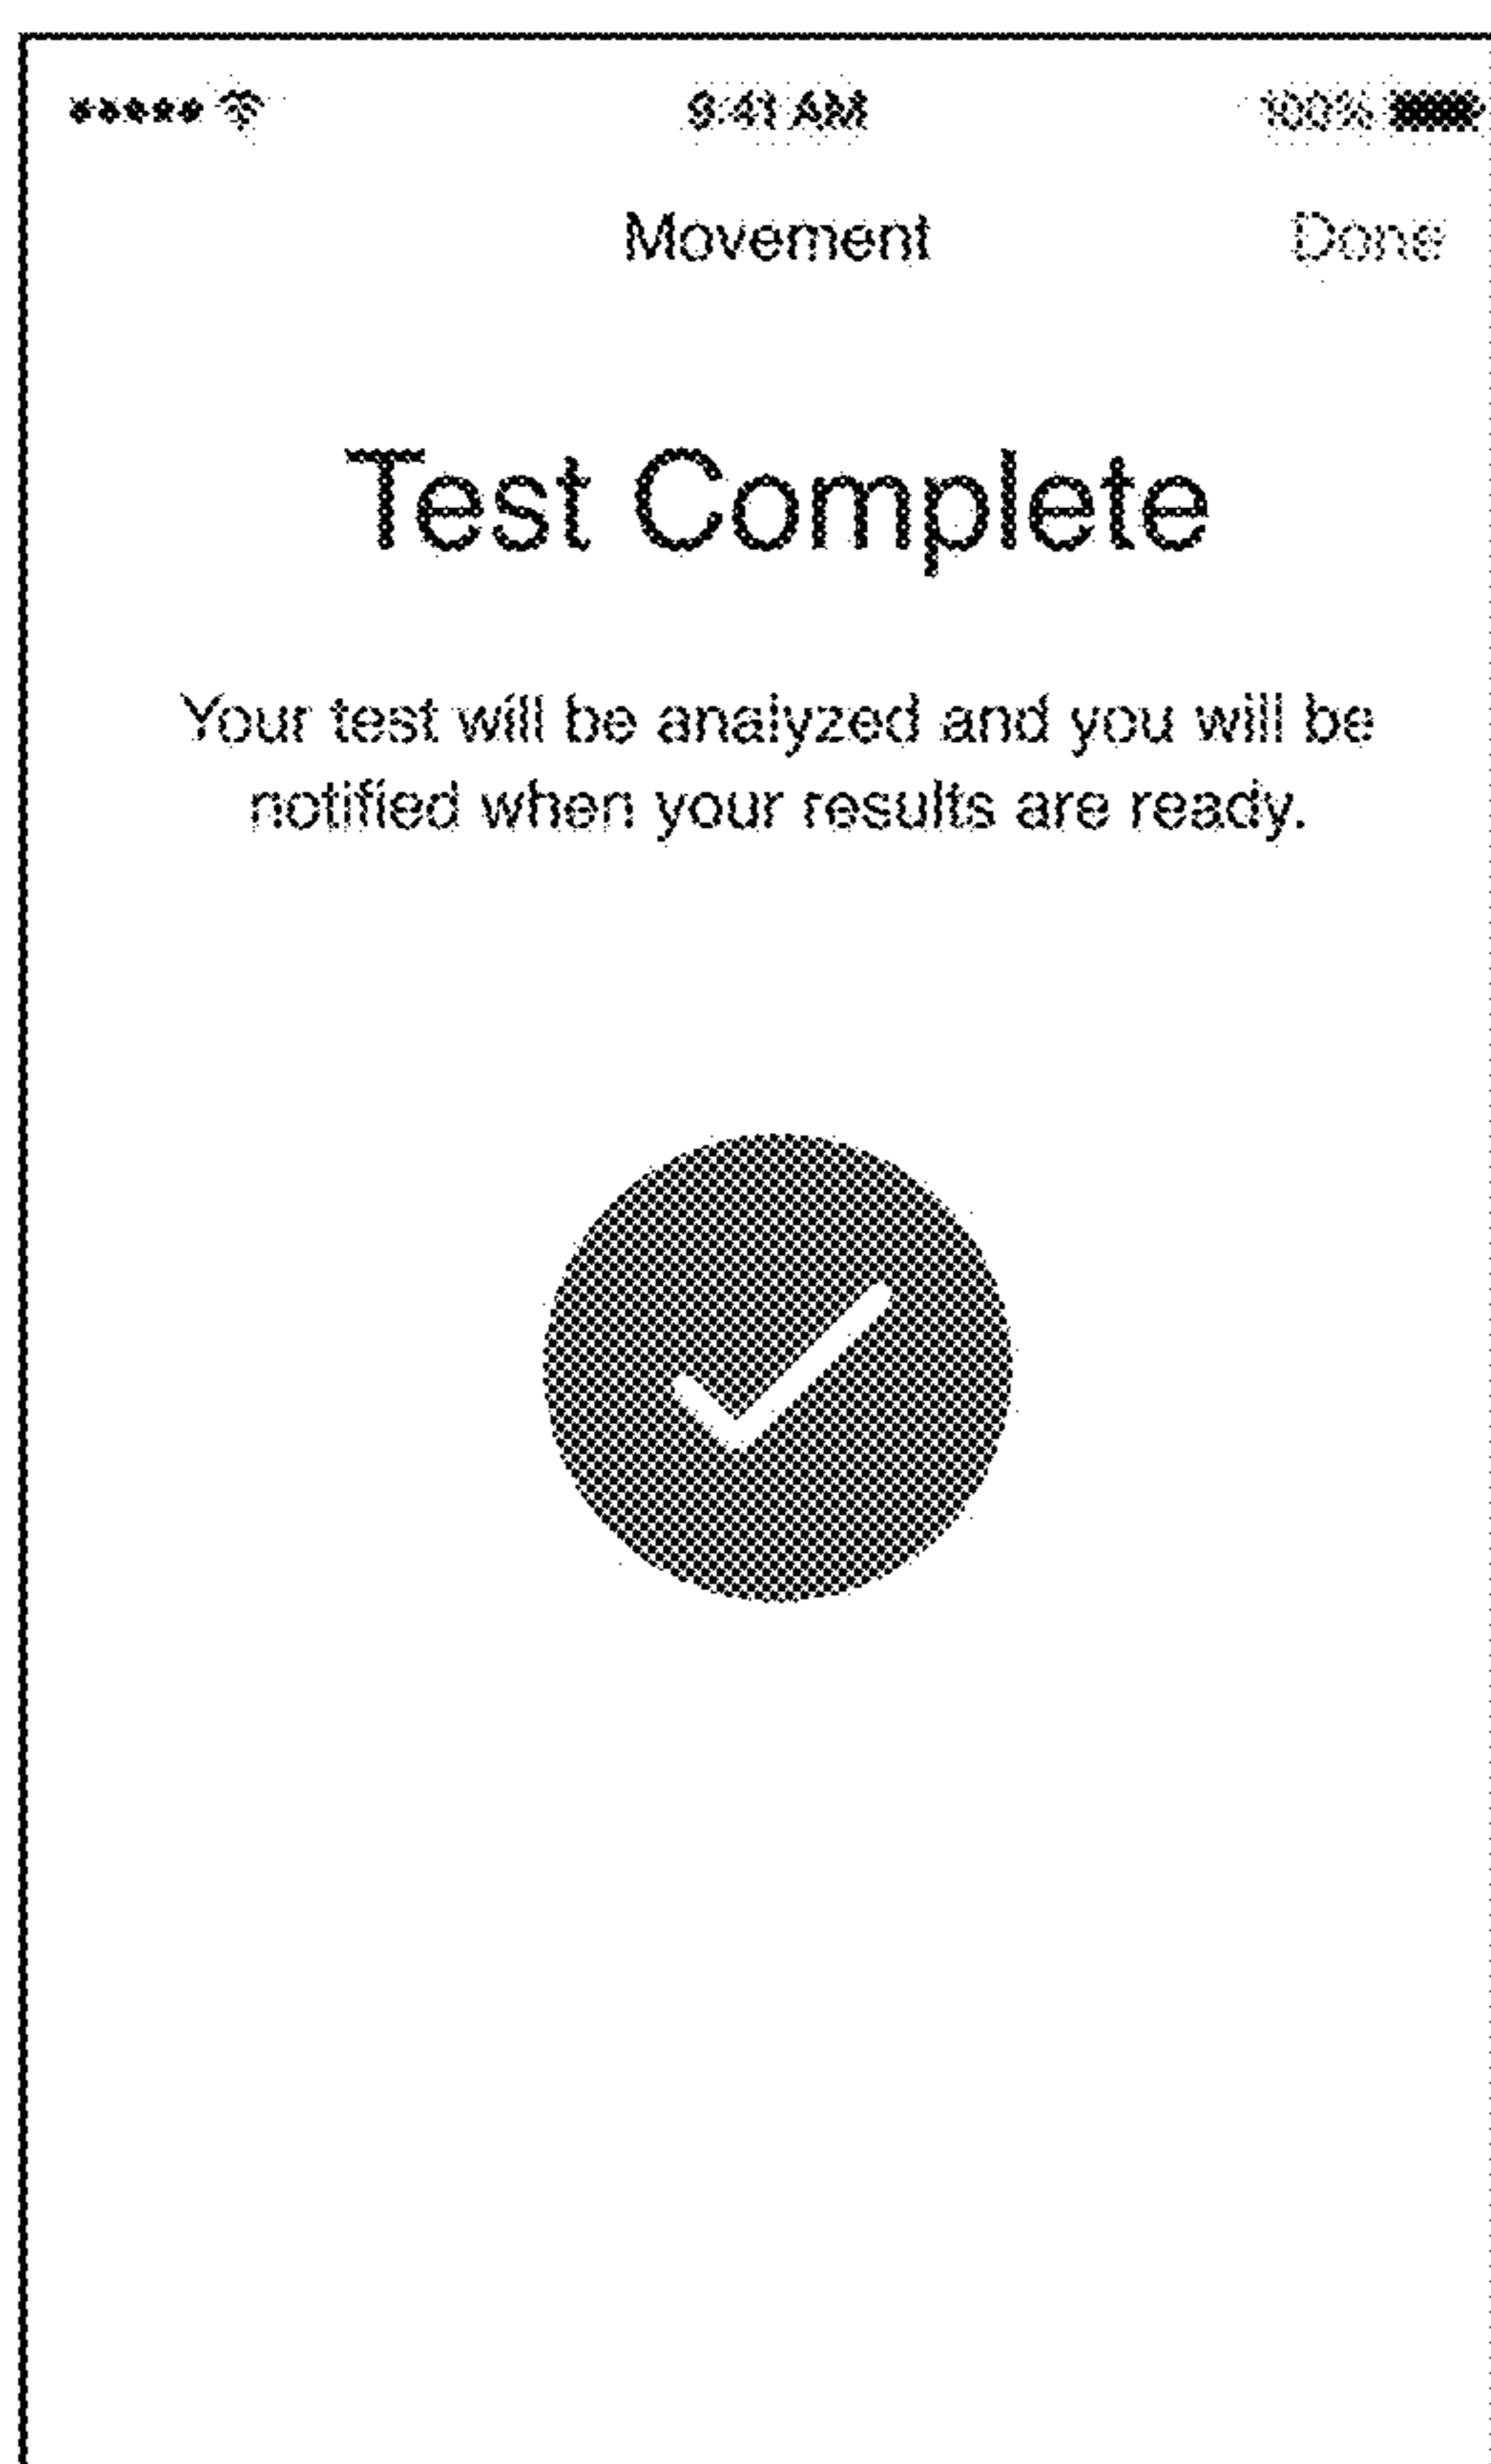 9:41 AM 100%
Movement Done
Test Complete
Your test will be analyzed and you will be
notified when your results are ready.